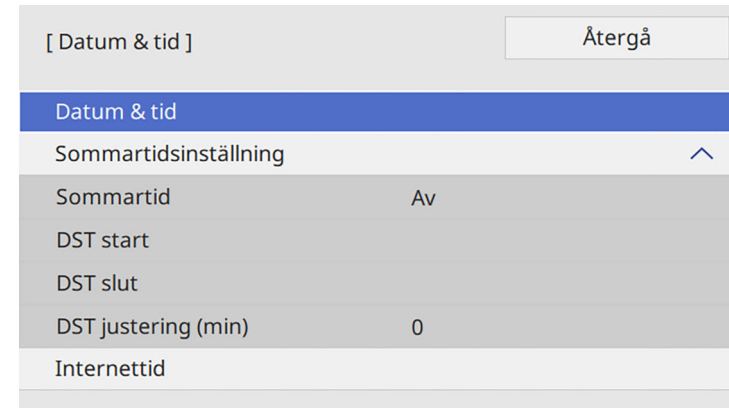 [ Datum & tid ] Återgå
Datum & tid
Sommartidsinställning
Sommartid Av
DST start
DST slut
DST justering (min) 0
Internettid